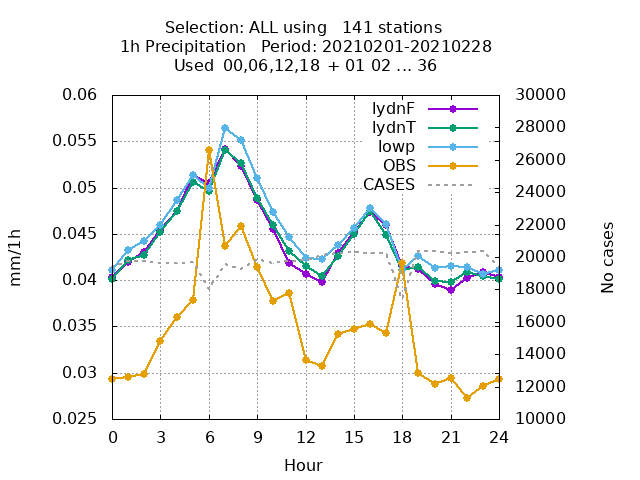 Selection: ALL using   141 stations
1h Precipitation   Period: 20210201-20210228
Used  00,06,12,18 + 01 02 ... 36
0.06
0.055
0.05
0.045
0.04
0.035
0.03
0.025
30000
28000
26000
24000
22000
20000
18000
16000
14000
12000
10000
lydnF
lydnT
lowp
OBS
CASES
mm/1h
No cases
0 3 6 9 12 15 18 21 24
Hour